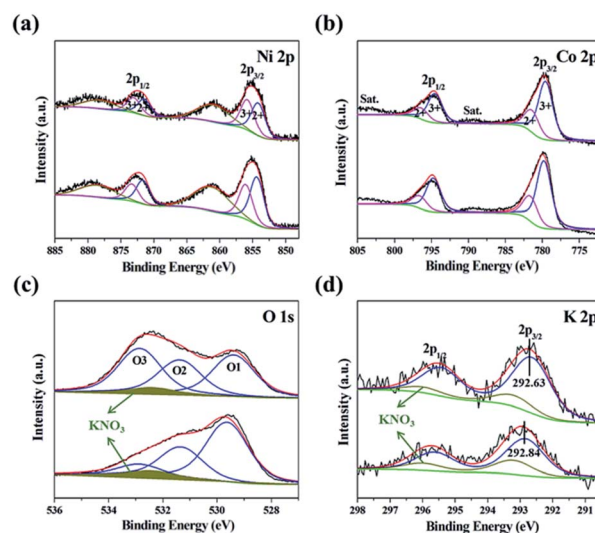 (a)
Ni 2p
2p1/2
2p3/2
3+
2+
3+
2+
Intensity (a.u.)
885 880 875 870 865 860 855 850
Binding Energy (eV)
(b)
Co 2p
2p3/2
2p1/2
Sat.
Sat.
3+
2+
3+
2+
Intensity (a.u.)
805 800 795 790 785 780 775
Binding Energy (eV)
(c)
O 1s
O3
O2
O1
KNO3
Intensity (a.u.)
536 534 532 530 528
Binding Energy (eV)
(d)
K 2p
2p3/2
2p1/2
292.63
KNO3
292.84
Intensity (a.u.)
298 297 296 295 294 293 292 291
Binding Energy (eV)